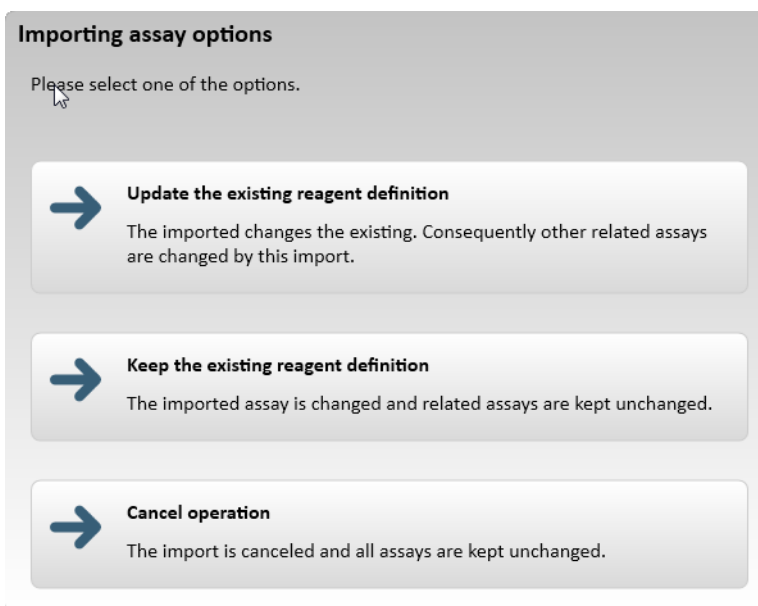 Importing assay options
Please select one of the options.
Update the existing reagent definition
The imported changes the existing. Consequently other related assays
are changed by this import.
Keep the existing reagent definition
The imported assay is changed and related assays are kept unchanged.
Cancel operation
The import is canceled and all assays are kept unchanged.